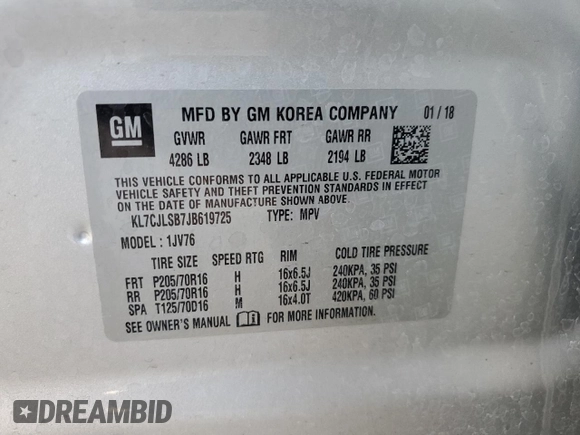 GM
MFD BY GM KOREA COMPANY 01 / 18
GVWR GAWR FRT GAWR RR
4286 LB 2348 LB 2194 LB
THIS VEHICLE CONFORMS TO ALL APPLICABLE U.S. FEDERAL MOTOR
VEHICLE SAFETY AND THEFT PREVENTION STANDARDS IN EFFECT
ON THE DATE OF MANUFACTURE SHOWN ABOVE.
KL7CJLSB7JB619725 TYPE : MPV
MODEL : 1JV76
TIRE SIZE SPEED RTG RIM COLD TIRE PRESSURE
FRT P205/70R16 H 16x6.5J 240KPA, 35 PSI
RR P205/70R16 H 16x6.5J 240KPA, 35 PSI
SPA T125/70D16 M 16x4.0T 420KPA, 60 PSI
SEE OWNER'S MANUAL i FOR MORE INFORMATION.
DREAMBID